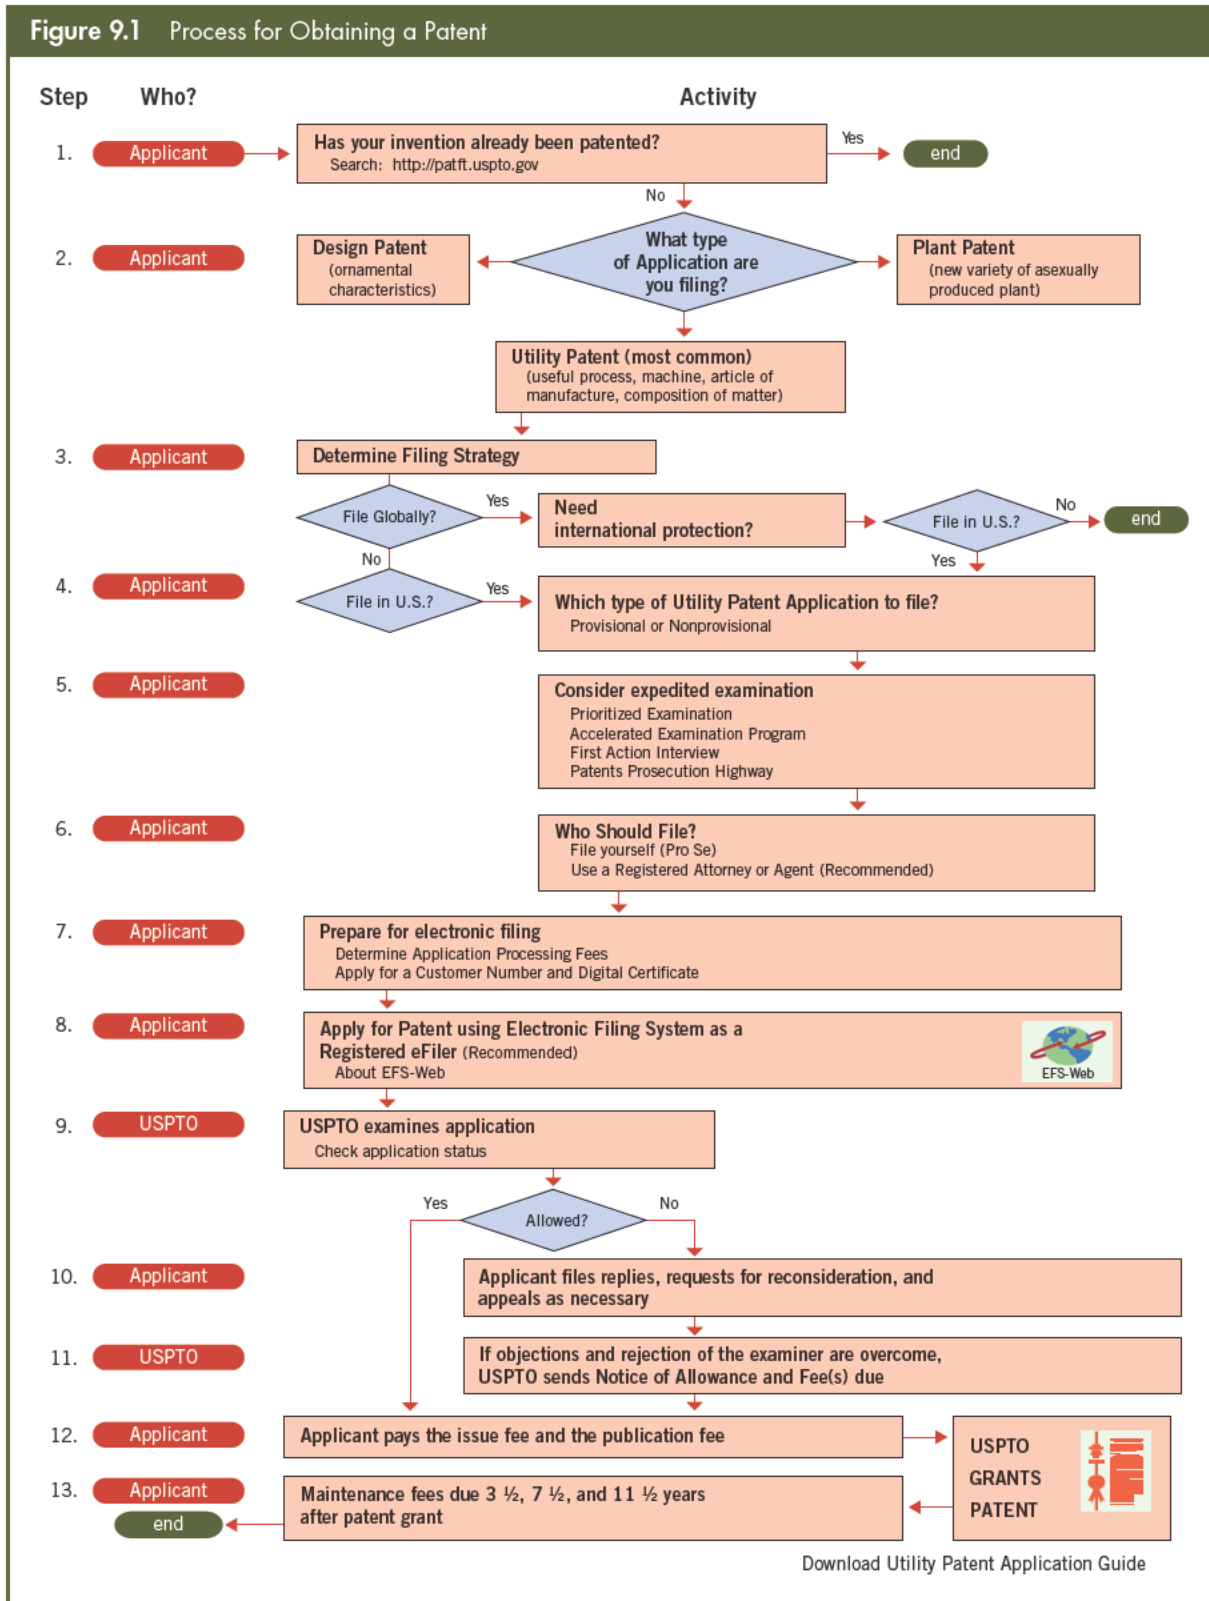 Figure 9.1 Process for Obtaining a Patent
Step Who? Activity
1. Applicant
Has your invention already been patented?
Search: http://patft.uspto.gov
Yes
end
No
2. Applicant
Design Patent
(ornamental
characteristics)
What type
of Application are
you filing?
Plant Patent
(new variety of asexually
produced plant)
Utility Patent (most common)
(useful process, machine, article of
manufacture, composition of matter)
3. Applicant
Determine Filing Strategy
File Globally?
Yes
Need
international protection?
File in U.S.?
No
end
No
Yes
4. Applicant
File in U.S.?
Yes
Which type of Utility Patent Application to file?
Provisional or Nonprovisional
5. Applicant
Consider expedited examination
Prioritized Examination
Accelerated Examination Program
First Action Interview
Patents Prosecution Highway
6. Applicant
Who Should File?
File yourself (Pro Se)
Use a Registered Attorney or Agent (Recommended)
7. Applicant
Prepare for electronic filing
Determine Application Processing Fees
Apply for a Customer Number and Digital Certificate
8. Applicant
Apply for Patent using Electronic Filing System as a
Registered eFiler (Recommended)
About EFS-Web
EFS-Web
9. USPTO
USPTO examines application
Check application status
Yes
Allowed?
No
10. Applicant
Applicant files replies, requests for reconsideration, and
appeals as necessary
11. USPTO
If objections and rejection of the examiner are overcome,
USPTO sends Notice of Allowance and Fee(s) due
12. Applicant
Applicant pays the issue fee and the publication fee
USPTO
GRANTS
PATENT
13. Applicant
end
Maintenance fees due 3 ½, 7 ½, and 11 ½ years
after patent grant
Download Utility Patent Application Guide